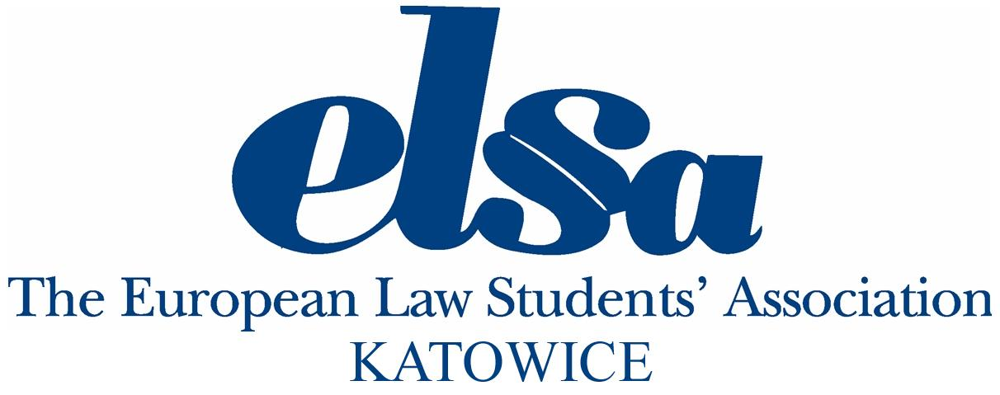 elsa
The European Law Students’ Association
KATOWICE